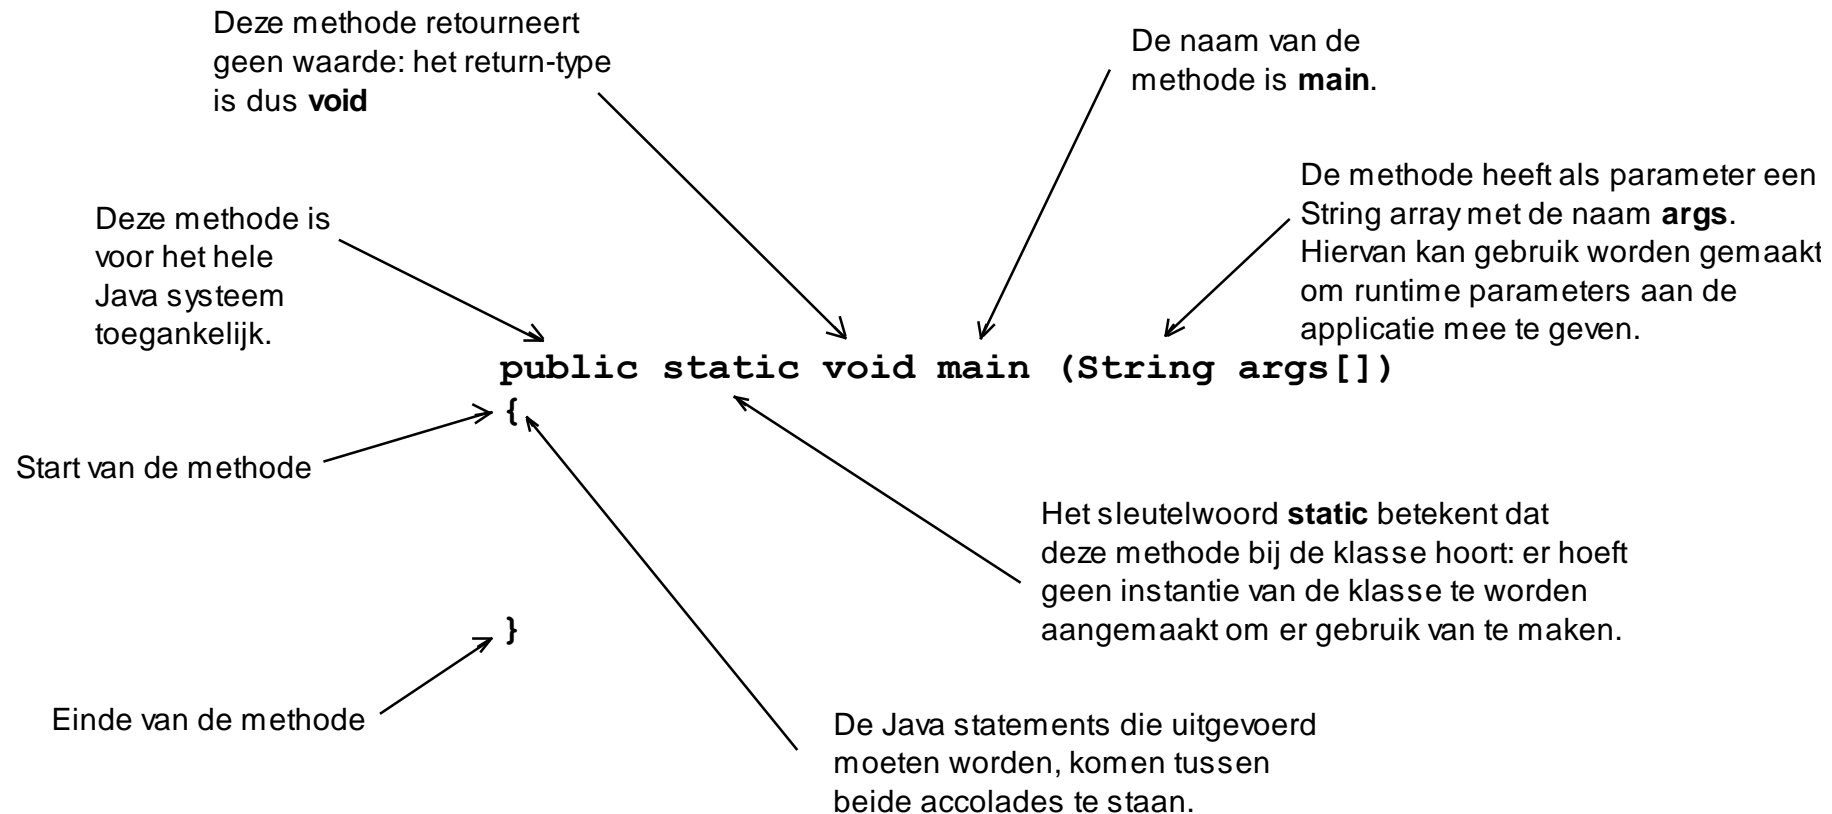 Deze methode retourneert
geen waarde: het return-type
is dus void
De naam van de
methode is main.
De methode heeft als parameter een
String array met de naam args.
Hiervan kan gebruik worden gemaakt
om runtime parameters aan de
applicatie mee te geven.
Deze methode is
voor het hele
Java systeem
toegankelijk.
public static void main (String args[])
{
Start van de methode
Het sleutelwoord static betekent dat
deze methode bij de klasse hoort: er hoeft
geen instantie van de klasse te worden
aangemaakt om er gebruik van te maken.
}
Einde van de methode
De Java statements die uitgevoerd
moeten worden, komen tussen
beide accolades te staan.